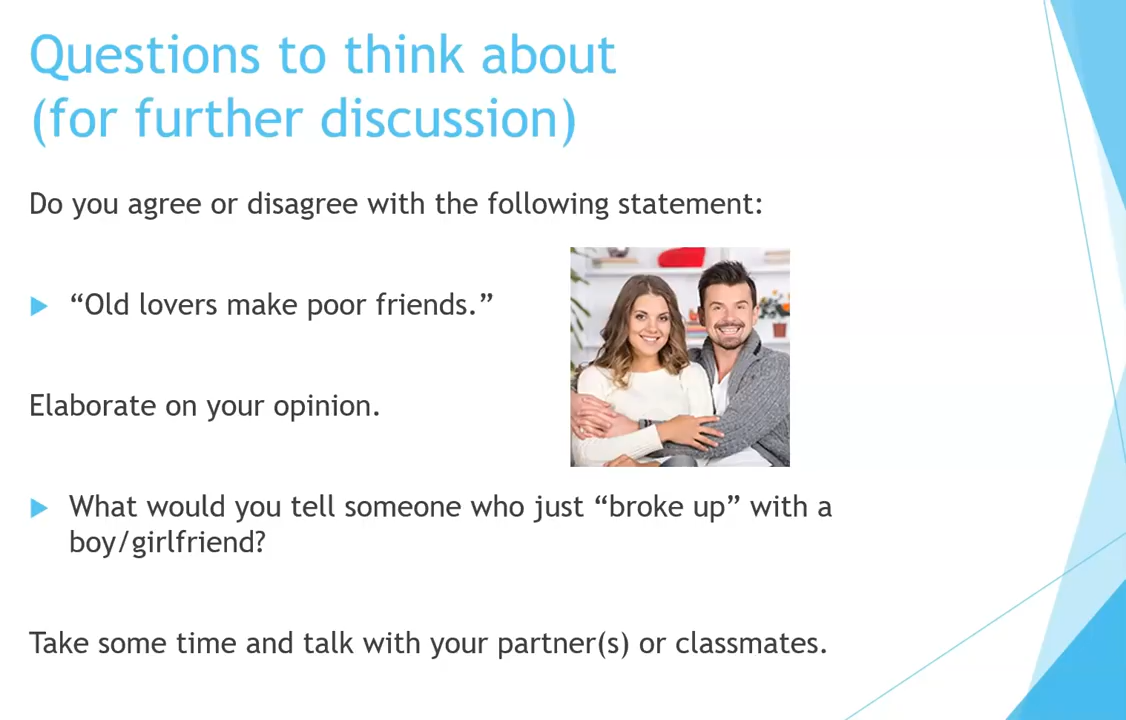 Questions to think about
(for further discussion)
Do you agree or disagree with the following statement:
“Old lovers make poor friends.”
Elaborate on your opinion.
What would you tell someone who just “broke up” with a
boy/girlfriend?
Take some time and talk with your partner(s) or classmates.